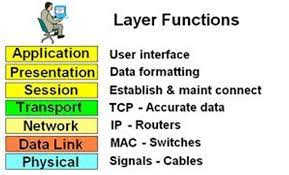 Layer Functions
Application User interface
Presentation Data formatting
Session Establish & maint connect
Transport TCP - Accurate data
Network IP - Routers
Data Link MAC - Switches
Physical Signals - Cables